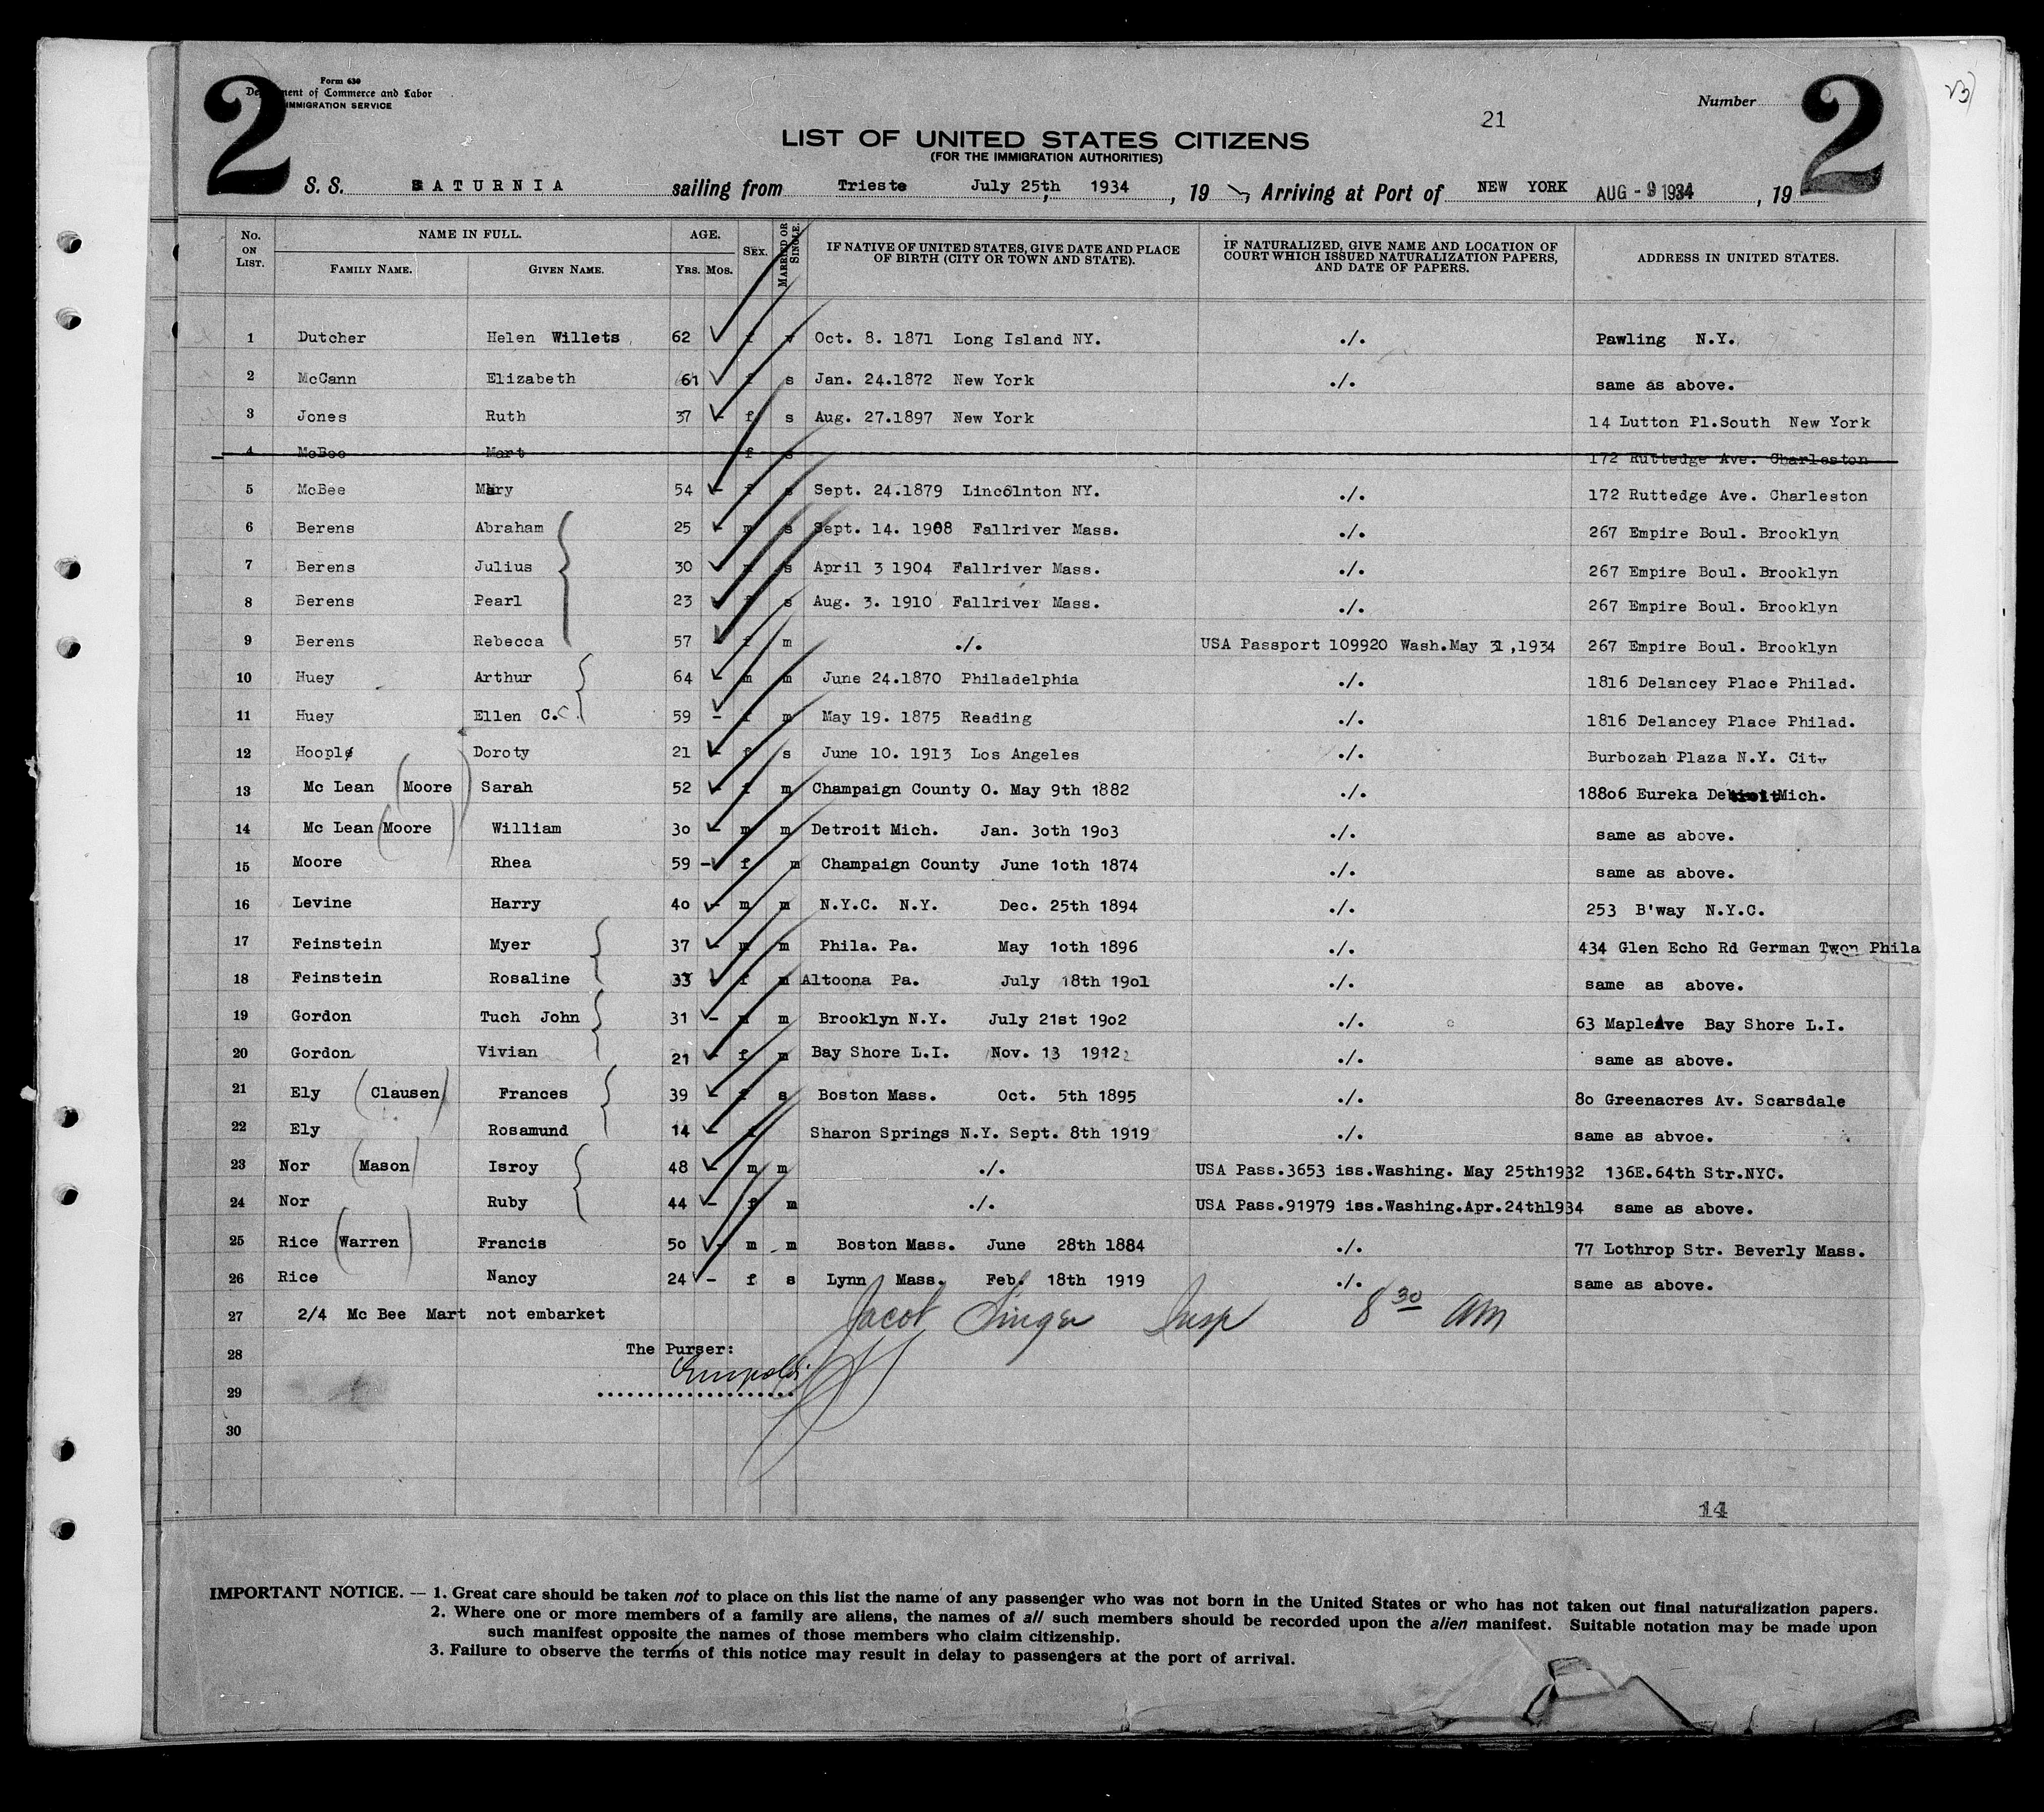 2
Form 630
Department of Commerce and Labor
IMMIGRATION SERVICE
Number
2
23)
21
LIST OF UNITED STATES CITIZENS
(FOR THE IMMIGRATION AUTHORITIES)
S. S. SATURNIA sailing from Trieste July 25th, 1934, 19 , Arriving at Port of NEW YORK AUG - 9 1934, 19
No. ON LIST. NAME IN FULL. FAMILY NAME. GIVEN NAME. AGE. YRS. MOS. SEX. MARRIED OR SINGLE. IF NATIVE OF UNITED STATES, GIVE DATE AND PLACE OF BIRTH (CITY OR TOWN AND STATE). IF NATURALIZED, GIVE NAME AND LOCATION OF COURT WHICH ISSUED NATURALIZATION PAPERS, AND DATE OF PAPERS. ADDRESS IN UNITED STATES.
1 Dutcher Helen Willets 62 f v Oct. 8. 1871 Long Island NY. ./. Pawling N.Y.
2 McCann Elizabeth 61 f s Jan. 24.1872 New York ./. same as above.
3 Jones Ruth 37 - f s Aug. 27.1897 New York 14 Lutton Pl.South New York
4 McBee Mart f s 172 Ruttedge Ave. Charleston
5 McBee Mary 54 - f s Sept. 24.1879 Lincolnton NY. ./. 172 Ruttedge Ave. Charleston
6 Berens Abraham 25 - m s Sept. 14. 1908 Fallriver Mass. ./. 267 Empire Boul. Brooklyn
7 Berens Julius 30 - m s April 3 1904 Fallriver Mass. ./. 267 Empire Boul. Brooklyn
8 Berens Pearl 23 - f s Aug. 3. 1910 Fallriver Mass. ./. 267 Empire Boul. Brooklyn
9 Berens Rebecca 57 - f m ./. USA Passport 109920 Wash.May 31,1934 267 Empire Boul. Brooklyn
10 Huey Arthur 64 - m m June 24.1870 Philadelphia ./. 1816 Delancey Place Philad.
11 Huey Ellen C. C. 59 - f m May 19. 1875 Reading ./. 1816 Delancey Place Philad.
12 Hoople Doroty 21 - f s June 10. 1913 Los Angeles ./. Burbozah Plaza N.Y. City
13 Mc Lean (Moore) Sarah 52 - f m Champaign County O. May 9th 1882 ./. 18806 Eureka Detroit Mich.
14 Mc Lean (Moore) William 30 - m m Detroit Mich. Jan. 30th 1903 ./. same as above.
15 Moore Rhea 59 - f m Champaign County June 10th 1874 ./. same as above.
16 Levine Harry 40 - m m N.Y.C. N.Y. Dec. 25th 1894 ./. 253 B'way N.Y.C.
17 Feinstein Myer 37 - m m Phila. Pa. May 10th 1896 ./. 434 Glen Echo Rd German Twon Phila
18 Feinstein Rosaline 33 - f m Altoona Pa. July 18th 1901 ./. same as above.
19 Gordon Tuch John 31 - m m Brooklyn N.Y. July 21st 1902 ./. 63 Maple Ave Bay Shore L.I.
20 Gordon Vivian 21 - f m Bay Shore L.I. Nov. 13 1912 ./. same as above.
21 Ely (Clausen) Frances 39 - f s Boston Mass. Oct. 5th 1895 ./. 80 Greenacres Av. Scarsdale
22 Ely Rosamund 14 - f Sharon Springs N.Y. Sept. 8th 1919 ./. same as abvoe.
23 Nor (Mason) Isroy 48 - m m ./. USA Pass.3653 iss.Washing. May 25th1932 136E.64th Str.NYC.
24 Nor Ruby 44 - f m ./. USA Pass.91979 iss.Washing.Apr.24th1934 same as above.
25 Rice (Warren) Francis 50 - m m Boston Mass. June 28th 1884 ./. 77 Lothrop Str. Beverly Mass.
26 Rice Nancy 24 - f s Lynn Mass. Feb. 18th 1919 ./. same as above.
27 2/4 Mc Bee Mart not embarket Jacob Singer Insp 8 30 am
28 The Purser:
29
30
14
IMPORTANT NOTICE. — 1. Great care should be taken not to place on this list the name of any passenger who was not born in the United States or who has not taken out final naturalization papers.
2. Where one or more members of a family are aliens, the names of all such members should be recorded upon the alien manifest. Suitable notation may be made upon
such manifest opposite the names of those members who claim citizenship.
3. Failure to observe the terms of this notice may result in delay to passengers at the port of arrival.